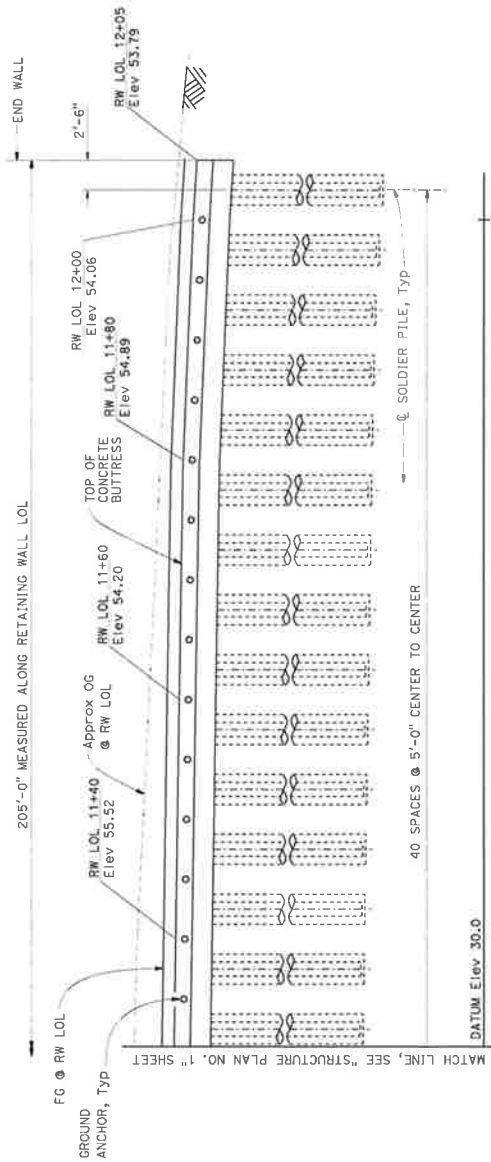 205'-0" MEASURED ALONG RETAINING WALL LOL
END WALL
2'-6"
FG @ RW LOL
GROUND
ANCHOR, Typ
RW LOL 11+40
Elev 55.52
Approx OG
@ RW LOL
RW LOL 11+60
Elev 54.20
TOP OF
CONCRETE
BUTTRESS
RW LOL 11+80
Elev 54.89
RW LOL 12+00
Elev 54.06
RW LOL 12+05
Elev 53.79
℄ SOLDIER PILE, Typ
40 SPACES @ 5'-0" CENTER TO CENTER
MATCH LINE, SEE "STRUCTURE PLAN NO. 1" SHEET
DATUM Elev 30.0